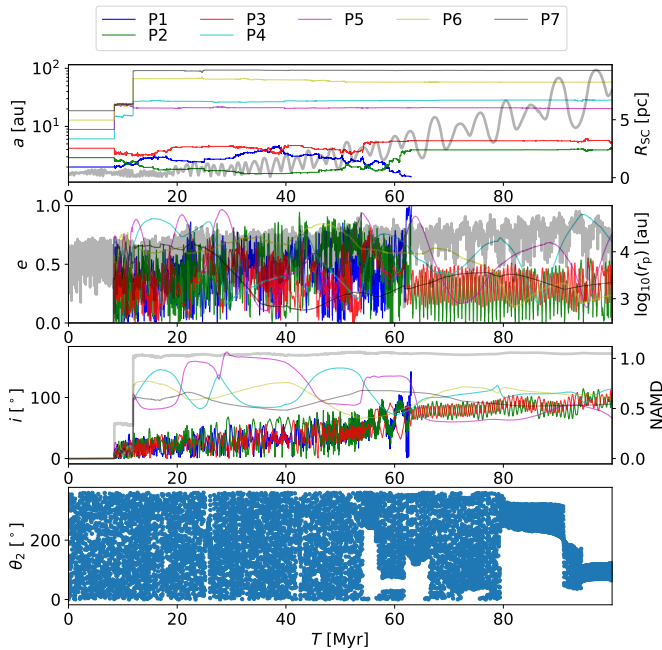 P1 P3 P5 P6 P7
P2 P4
10²
10¹
a [au]
5
0
R_SC [pc]
0 20 40 60 80
1.0
0.5
0.0
e
4
3
log₁₀(r_p) [au]
0 20 40 60 80
100
0
i [°]
1.0
0.5
0.0
NAMD
0 20 40 60 80
200
0
θ₂ [°]
0 20 40 60 80
T [Myr]